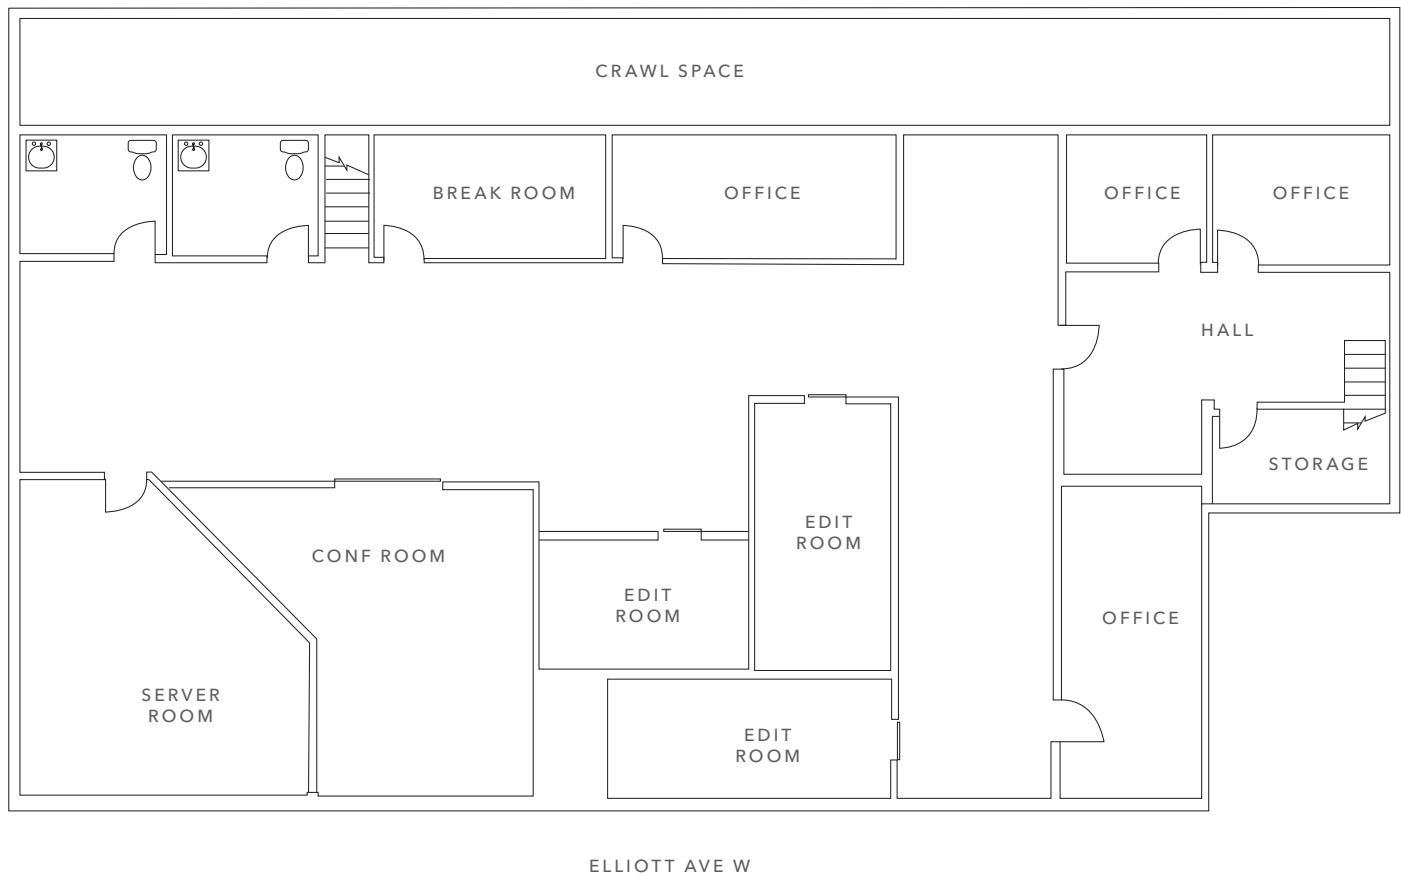 CRAWL SPACE
BREAK ROOM
OFFICE
OFFICE
OFFICE
HALL
STORAGE
EDIT
ROOM
CONF ROOM
EDIT
ROOM
OFFICE
SERVER
ROOM
EDIT
ROOM
ELLIOTT AVE W